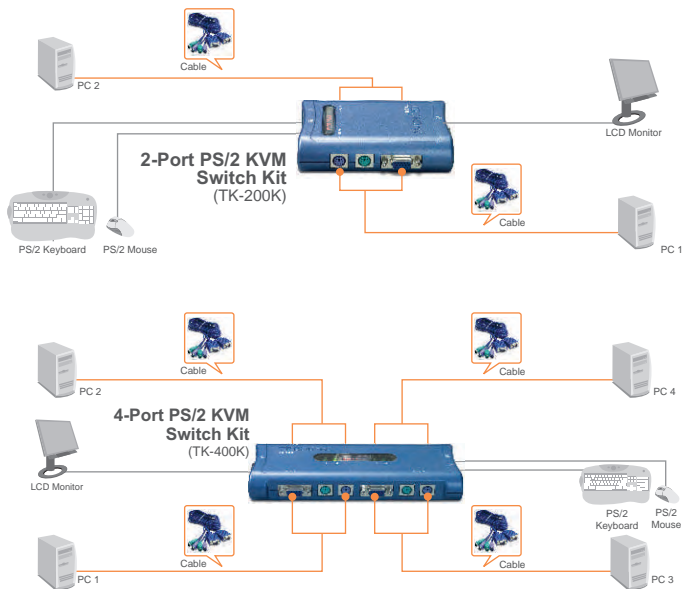 Cable
PC 2
LCD Monitor
2-Port PS/2 KVM
Switch Kit
(TK-200K)
Cable
PS/2 Keyboard
PS/2 Mouse
PC 1
Cable
Cable
PC 2
PC 4
4-Port PS/2 KVM
Switch Kit
(TK-400K)
LCD Monitor
PS/2
Keyboard
PS/2
Mouse
Cable
Cable
PC 1
PC 3